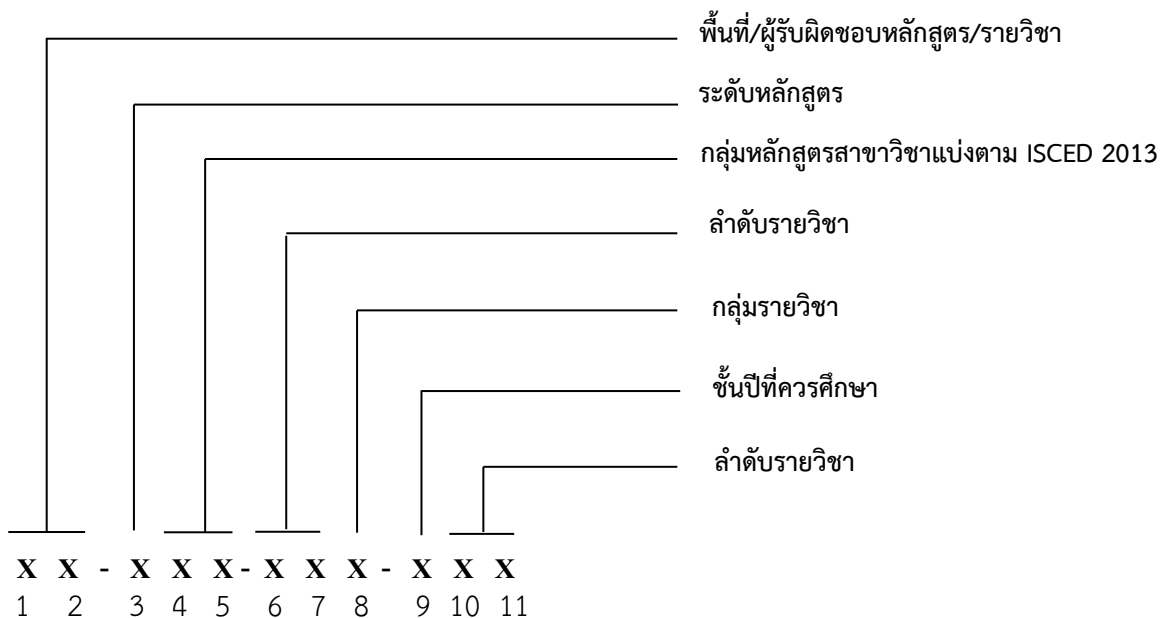 พื้นที่/ผู้รับผิดชอบหลักสูตร/รายวิชา
ระดับหลักสูตร
กลุ่มหลักสูตรสาขาวิชาแบ่งตาม ISCED 2013
ลำดับรายวิชา
กลุ่มรายวิชา
ชั้นปีที่ควรศึกษา
ลำดับรายวิชา
X X - X X X - X X X - X X X
1 2 3 4 5 6 7 8 9 10 11